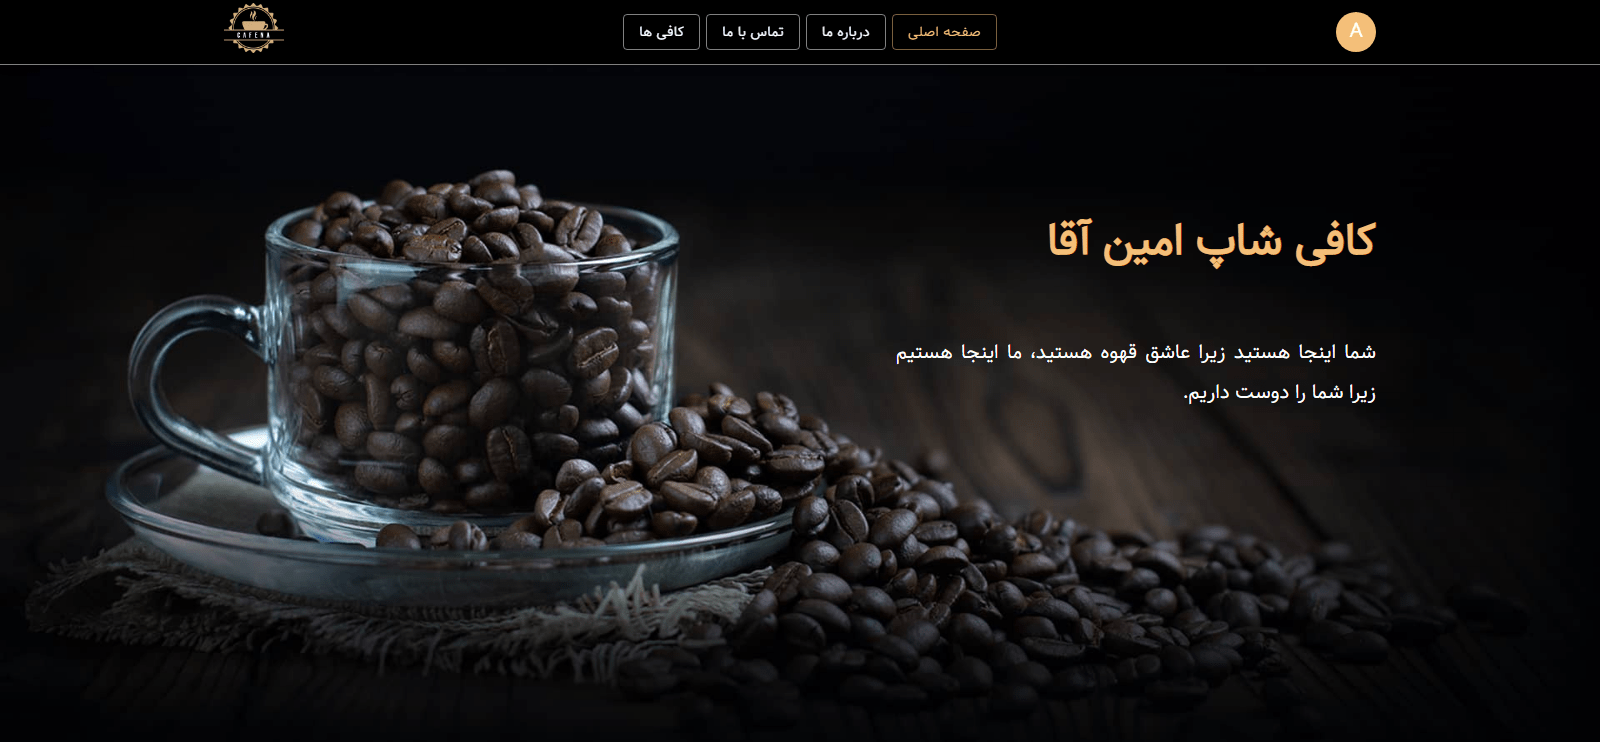 A
صفحه اصلی
درباره ما
تماس با ما
کافی ها
CAFENA
کافی شاپ امین آقا
شما اینجا هستید زیرا عاشق قهوه هستید، ما اینجا هستیم
زیرا شما را دوست داریم.